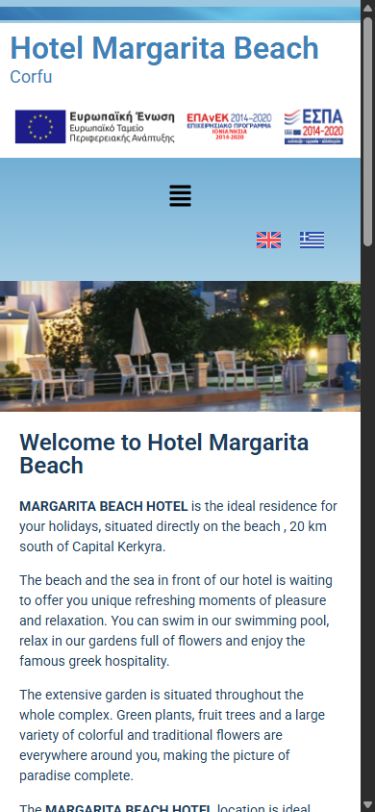 Hotel Margarita Beach
Corfu
Ευρωπαϊκή Ένωση
Ευρωπαϊκό Ταμείο
Περιφερειακής Ανάπτυξης
ΕΠΑνΕΚ 2014-2020
ΕΠΙΧΕΙΡΗΣΙΑΚΟ ΠΡΟΓΡΑΜΜΑ
ΙΟΝΙΑ ΝΗΣΙΑ
2014-2020
ΕΣΠΑ
2014-2020
Welcome to Hotel Margarita
Beach
MARGARITA BEACH HOTEL is the ideal residence for
your holidays, situated directly on the beach , 20 km
south of Capital Kerkyra.
The beach and the sea in front of our hotel is waiting
to offer you unique refreshing moments of pleasure
and relaxation. You can swim in our swimming pool,
relax in our gardens full of flowers and enjoy the
famous greek hospitality.
The extensive garden is situated throughout the
whole complex. Green plants, fruit trees and a large
variety of colorful and traditional flowers are
everywhere around you, making the picture of
paradise complete.
The MARGARITA BEACH HOTEL location is ideal